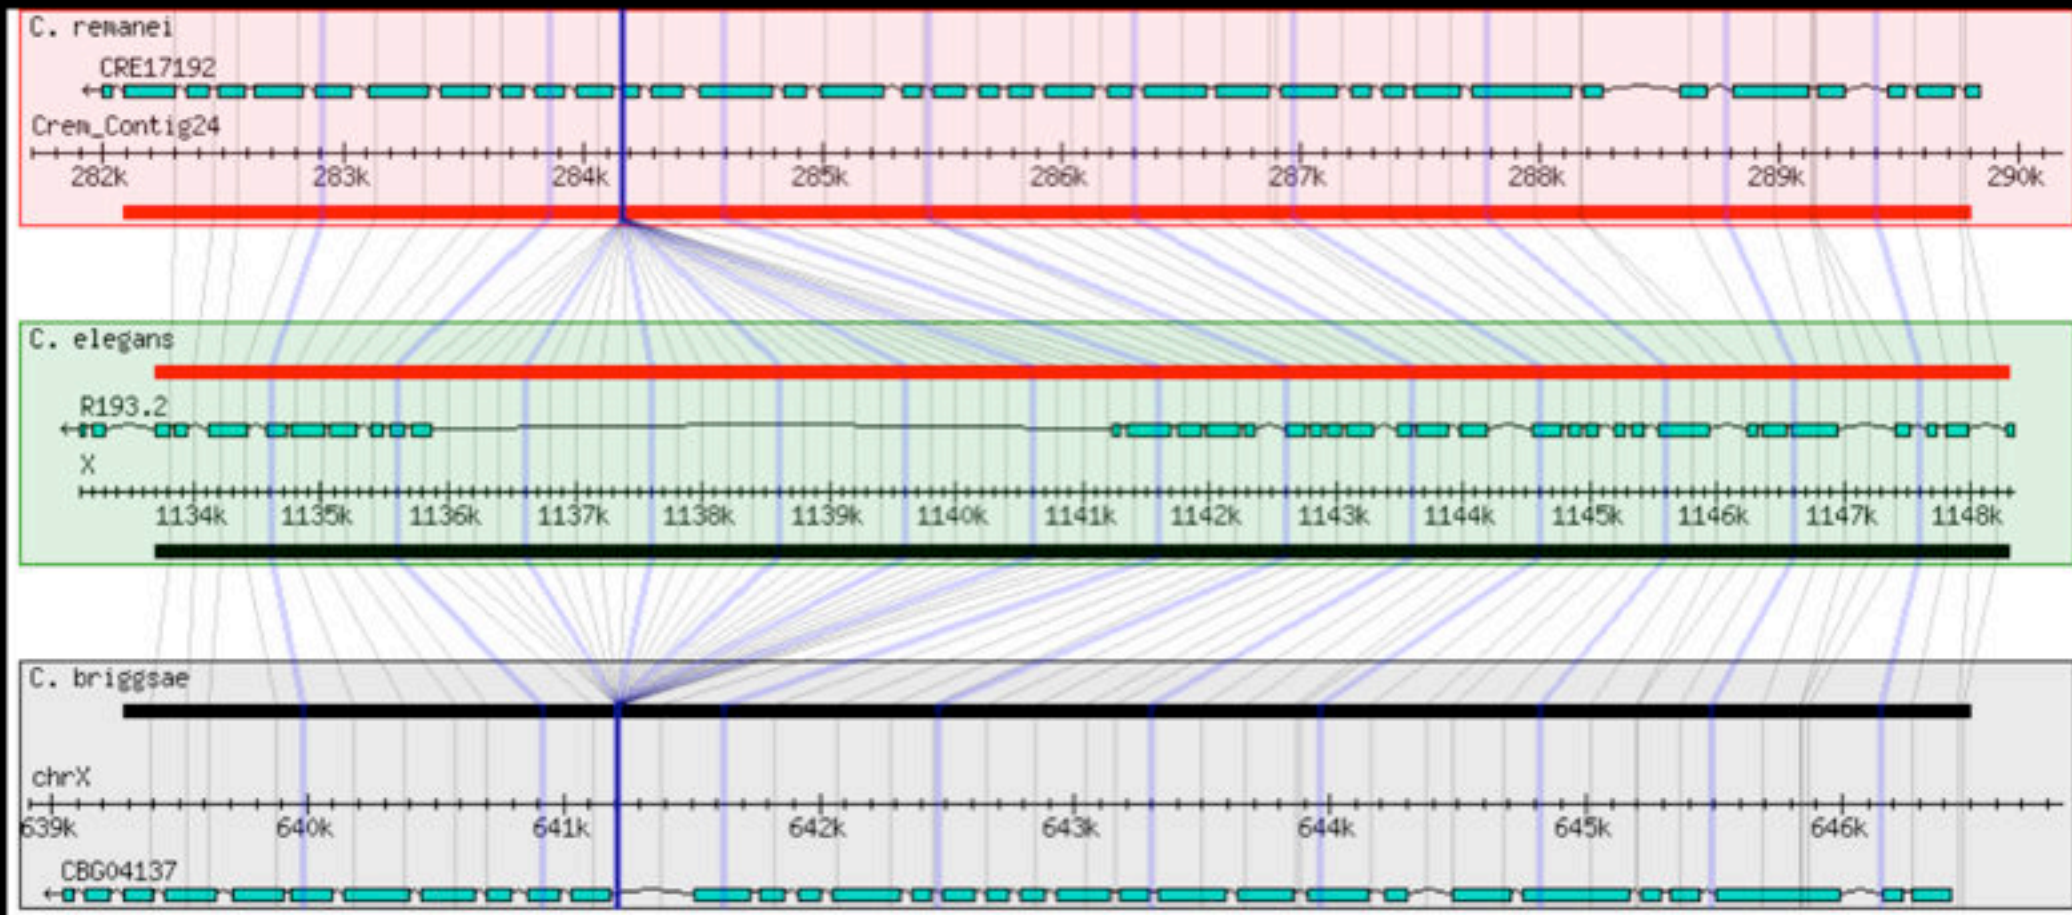 C. remanei
CRE17192
Crem_Contig24
282k 283k 284k 285k 286k 287k 288k 289k 290k
C. elegans
R193.2
X
1134k 1135k 1136k 1137k 1138k 1139k 1140k 1141k 1142k 1143k 1144k 1145k 1146k 1147k 1148k
C. briggsae
chrX
639k 640k 641k 642k 643k 644k 645k 646k
CBG04137